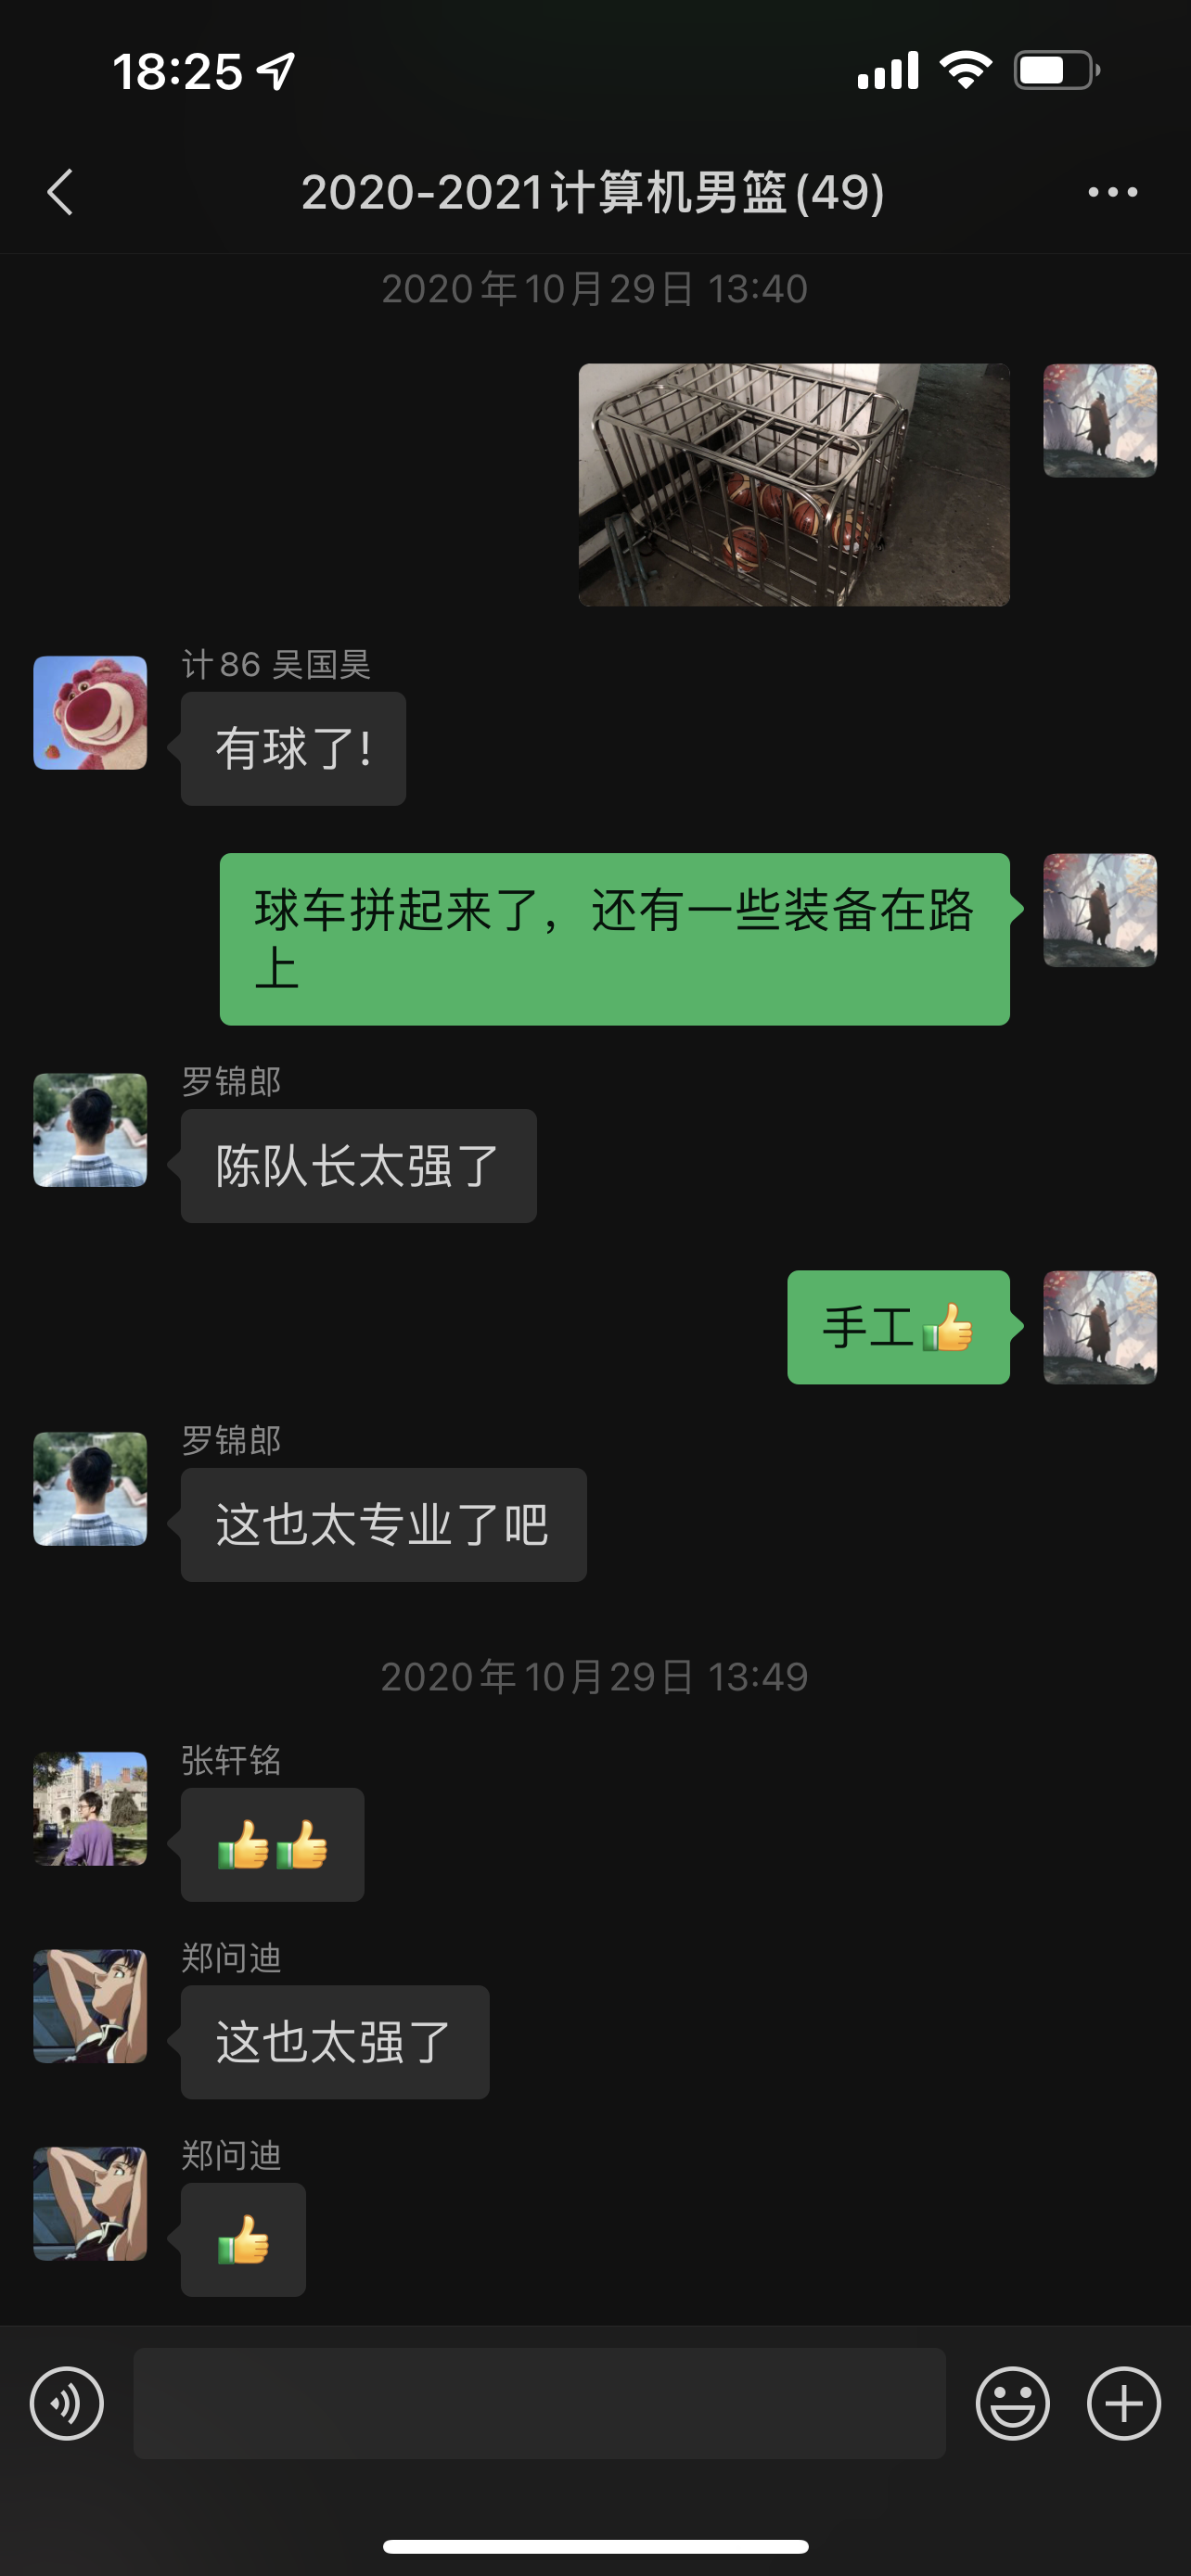 18:25
2020-2021计算机男篮(49)
2020年10月29日 13:40
计86 吴国昊
有球了!
球车拼起来了，还有一些装备在路
上
罗锦郎
陈队长太强了
手工👍
罗锦郎
这也太专业了吧
2020年10月29日 13:49
张轩铭
👍👍
郑问迪
这也太强了
郑问迪
👍